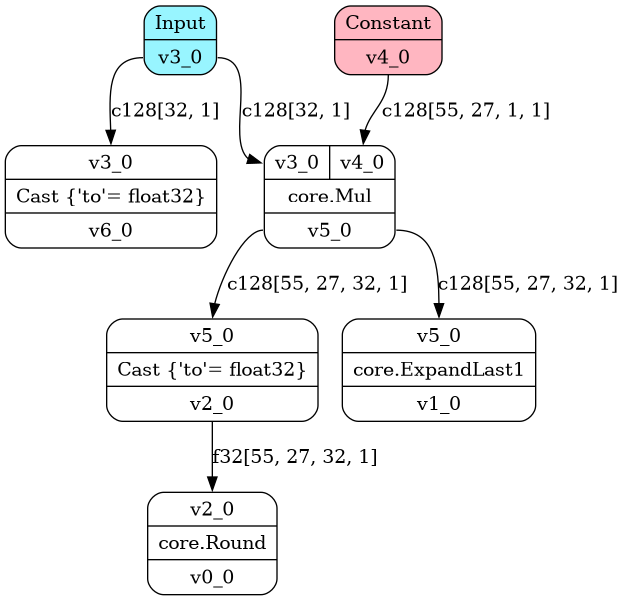 Input
v3_0
Constant
v4_0
c128[32, 1]
c128[32, 1]
c128[55, 27, 1, 1]
v3_0
Cast {'to'= float32}
v6_0
v3_0 v4_0
core.Mul
v5_0
c128[55, 27, 32, 1]
c128[55, 27, 32, 1]
v5_0
Cast {'to'= float32}
v2_0
v5_0
core.ExpandLast1
v1_0
f32[55, 27, 32, 1]
v2_0
core.Round
v0_0